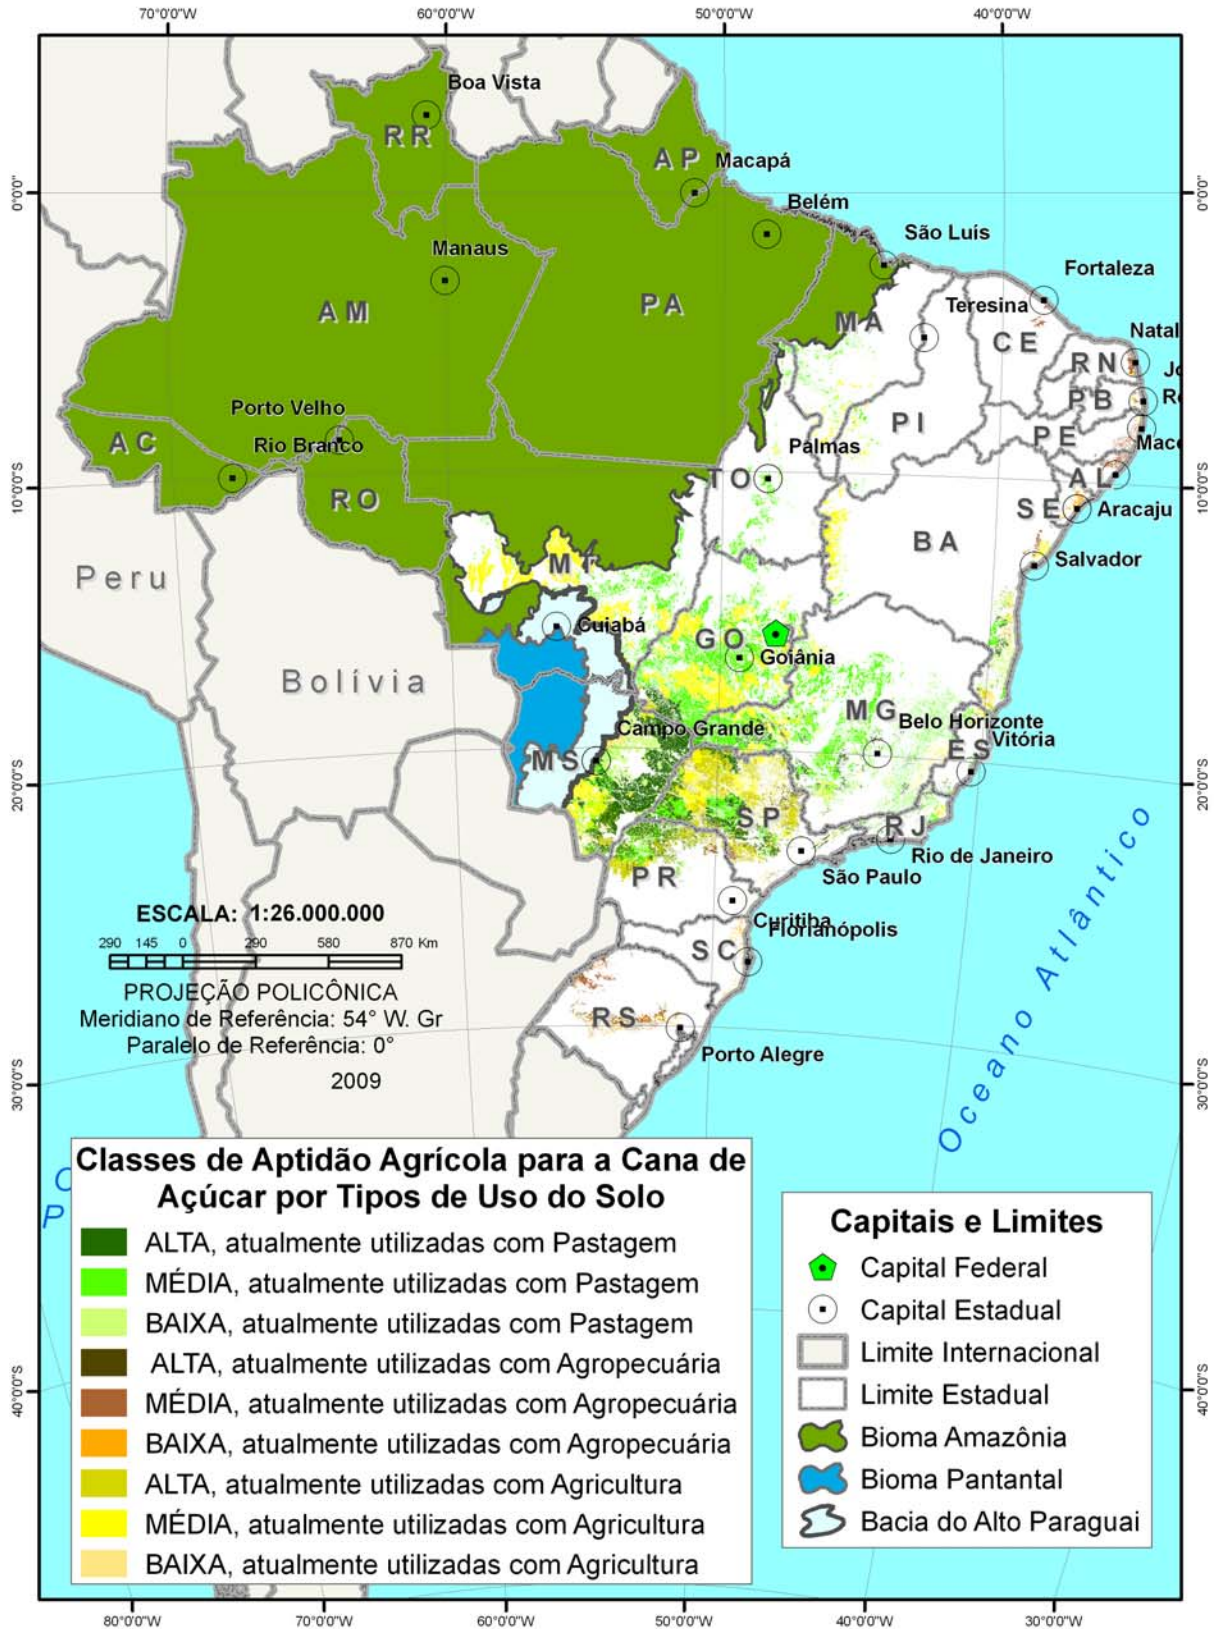 70°0'0"W
60°0'0"W
50°0'0"W
40°0'0"W
Boa Vista
RR
AP
Macapá
0°0'0"
0°0'0"
Belém
São Luís
Manaus
Fortaleza
AM
PA
MA
Teresina
CE
Natal
RN
Jo
PB
Re
Porto Velho
AC
Rio Branco
PI
PE
Mace
Palmas
TO
AL
10°0'0"S
10°0'0"S
RO
SE
Aracaju
BA
Salvador
MT
Peru
Cuiabá
GO
Goiânia
Bolívia
MG
Belo Horizonte
Campo Grande
Vitória
ES
MS
20°0'0"S
20°0'0"S
SP
RJ
Rio de Janeiro
São Paulo
PR
ESCALA: 1:26.000.000
Curitiba
Florianópolis
290 145 0 290 580 870 Km
SC
PROJEÇÃO POLICÔNICA
Meridiano de Referência: 54° W. Gr
RS
Paralelo de Referência: 0°
Porto Alegre
2009
Oceano Atlântico
30°0'0"S
30°0'0"S
O
P
Classes de Aptidão Agrícola para a Cana de
Açúcar por Tipos de Uso do Solo
ALTA, atualmente utilizadas com Pastagem
MÉDIA, atualmente utilizadas com Pastagem
BAIXA, atualmente utilizadas com Pastagem
ALTA, atualmente utilizadas com Agropecuária
MÉDIA, atualmente utilizadas com Agropecuária
BAIXA, atualmente utilizadas com Agropecuária
ALTA, atualmente utilizadas com Agricultura
MÉDIA, atualmente utilizadas com Agricultura
BAIXA, atualmente utilizadas com Agricultura
Capitais e Limites
Capital Federal
Capital Estadual
Limite Internacional
Limite Estadual
Bioma Amazônia
Bioma Pantantal
Bacia do Alto Paraguai
40°0'0"S
40°0'0"S
80°0'0"W
70°0'0"W
60°0'0"W
50°0'0"W
40°0'0"W
30°0'0"W